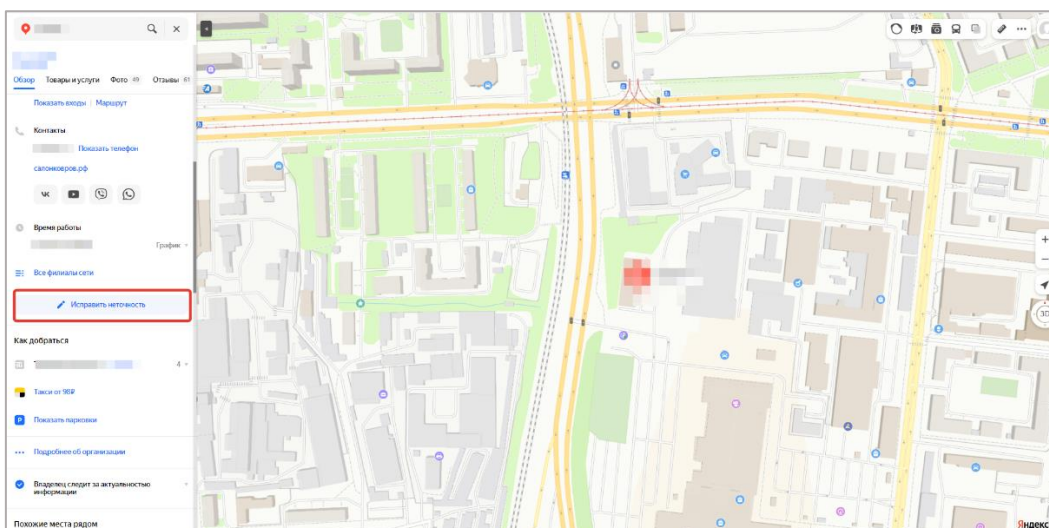 Обзор Товары и услуги Фото 49 Отзывы 61
Показать входы Маршрут
Контакты
Показать телефон
салонковров.рф
Время работы
График
Все филиалы сети
Исправить неточность
Как добраться
4
Такси от 98₽
P Показать парковки
Подробнее об организации
Владелец следит за актуальностью
информации
Похожие места рядом
3D
Яндекс